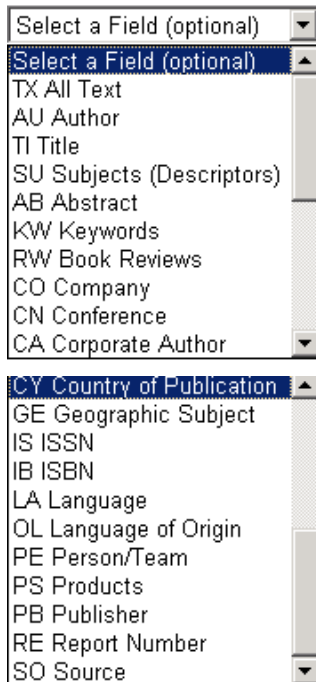 Select a Field (optional)
Select a Field (optional)
TX All Text
AU Author
TI Title
SU Subjects (Descriptors)
AB Abstract
KW Keywords
RW Book Reviews
CO Company
CN Conference
CA Corporate Author
CY Country of Publication
GE Geographic Subject
IS ISSN
IB ISBN
LA Language
OL Language of Origin
PE Person/Team
PS Products
PB Publisher
RE Report Number
SO Source